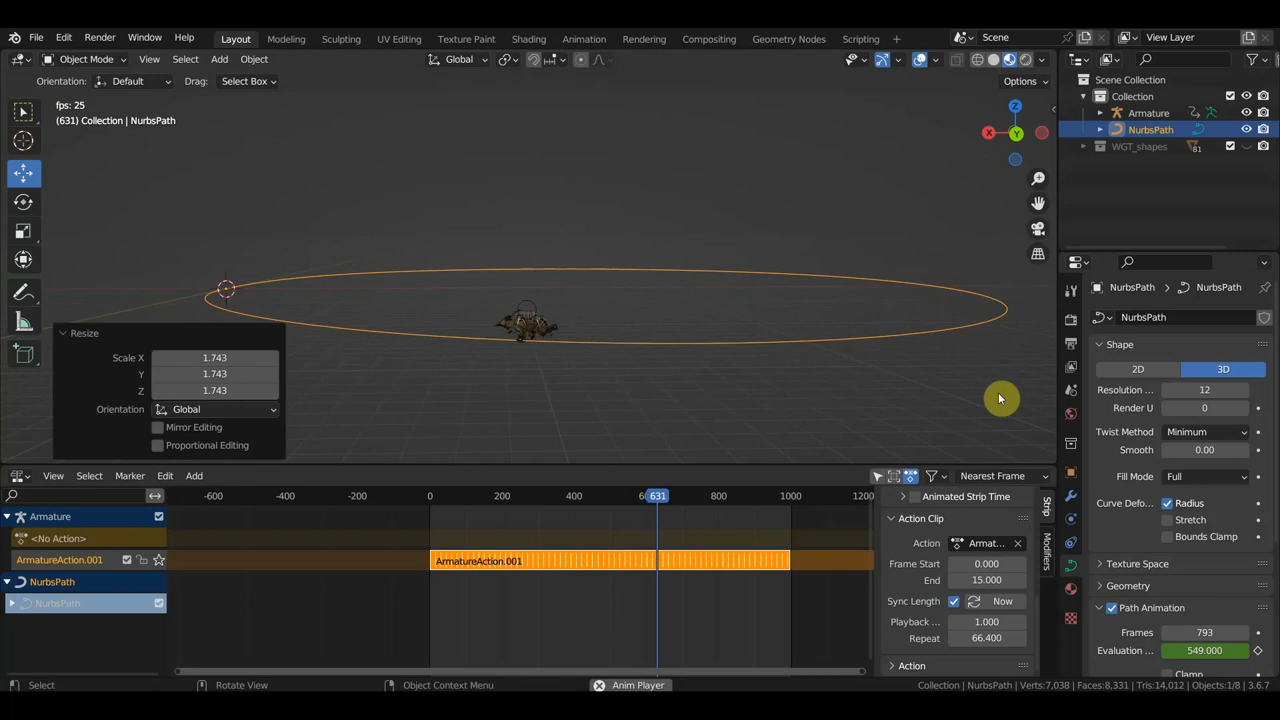 File Edit Render Window Help Layout Modeling Sculpting UV Editing Texture Paint Shading Animation Rendering Compositing Geometry Nodes Scripting + Scene View Layer
Object Mode View Select Add Object Global Options
Orientation: Default Drag: Select Box
fps: 25
(631) Collection | NurbsPath
X Y Z
Scene Collection
Collection
Armature
NurbsPath
WGT_shapes 81
NurbsPath NurbsPath
NurbsPath
Shape
2D 3D
Resolution ... 12
Render U 0
Twist Method Minimum
Smooth 0.00
Fill Mode Full
Curve Defo... Radius
Stretch
Bounds Clamp
Texture Space
Geometry
Path Animation
Frames 793
Evaluation ... 549.000
Clamp
Resize
Scale X 1.743
Y 1.743
Z 1.743
Orientation Global
Mirror Editing
Proportional Editing
View Select Marker Edit Add Nearest Frame
-600 -400 -200 0 200 400 631 800 1000 1200
Armature
<No Action>
ArmatureAction.001 ArmatureAction.001
NurbsPath
NurbsPath
Animated Strip Time
Action Clip
Action Armat...
Frame Start 0.000
End 15.000
Sync Length Now
Playback ... 1.000
Repeat 66.400
Action
Strip
Modifiers
Select Rotate View Object Context Menu Anim Player Collection | NurbsPath | Verts:7,038 | Faces:8,331 | Tris:14,012 | Objects:1/8 | 3.6.7